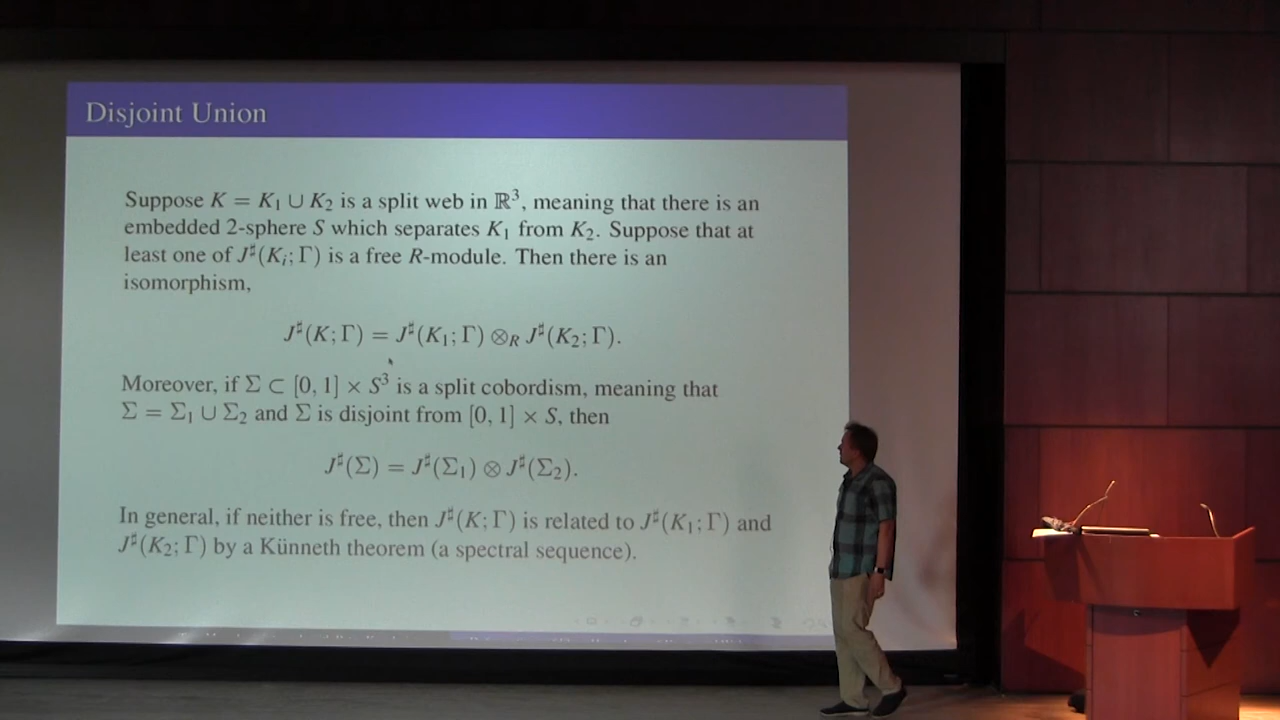 Disjoint Union
Suppose K = K₁ ∪ K₂ is a split web in ℝ³, meaning that there is an
embedded 2-sphere S which separates K₁ from K₂. Suppose that at
least one of J♯(Kᵢ; Γ) is a free R-module. Then there is an
isomorphism,
J♯(K; Γ) = J♯(K₁; Γ) ⊗_R J♯(K₂; Γ).
Moreover, if Σ ⊂ [0, 1] × S³ is a split cobordism, meaning that
Σ = Σ₁ ∪ Σ₂ and Σ is disjoint from [0, 1] × S, then
J♯(Σ) = J♯(Σ₁) ⊗ J♯(Σ₂).
In general, if neither is free, then J♯(K; Γ) is related to J♯(K₁; Γ) and
J♯(K₂; Γ) by a Künneth theorem (a spectral sequence).